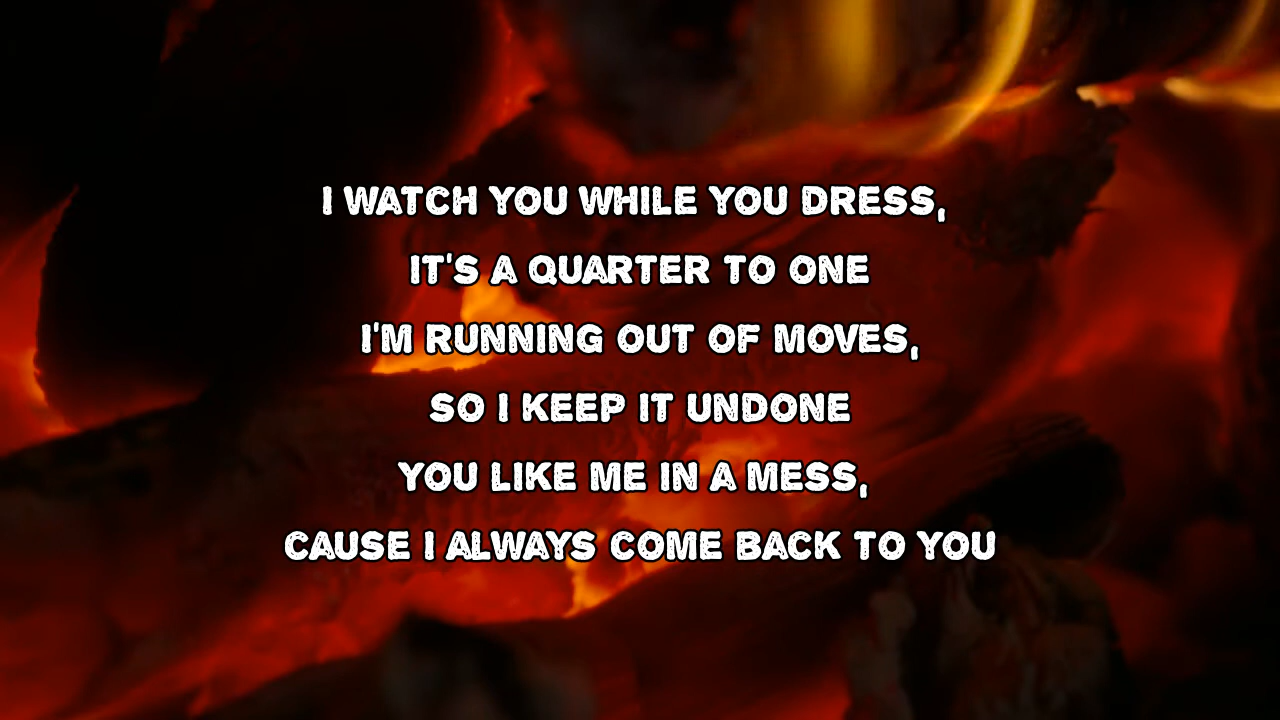 I WATCH YOU WHILE YOU DRESS,
IT'S A QUARTER TO ONE
I'M RUNNING OUT OF MOVES,
SO I KEEP IT UNDONE
YOU LIKE ME IN A MESS,
CAUSE I ALWAYS COME BACK TO YOU